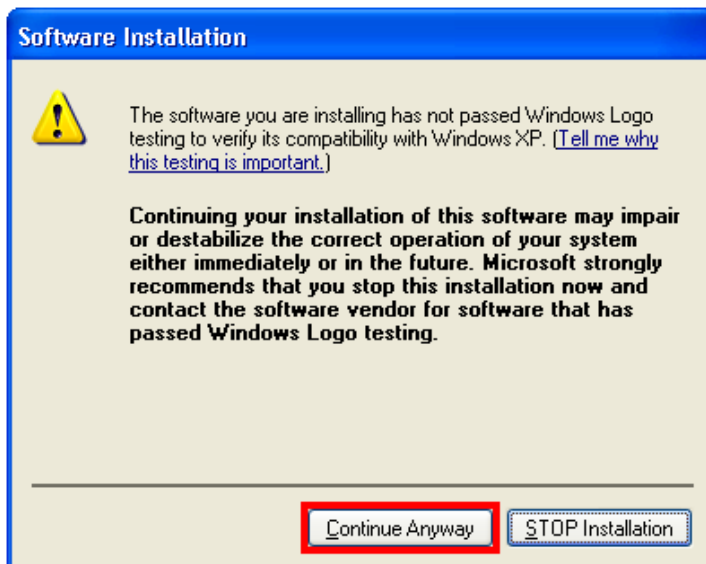 Software Installation
The software you are installing has not passed Windows Logo
testing to verify its compatibility with Windows XP. (Tell me why
this testing is important.)
Continuing your installation of this software may impair
or destabilize the correct operation of your system
either immediately or in the future. Microsoft strongly
recommends that you stop this installation now and
contact the software vendor for software that has
passed Windows Logo testing.
Continue Anyway
STOP Installation